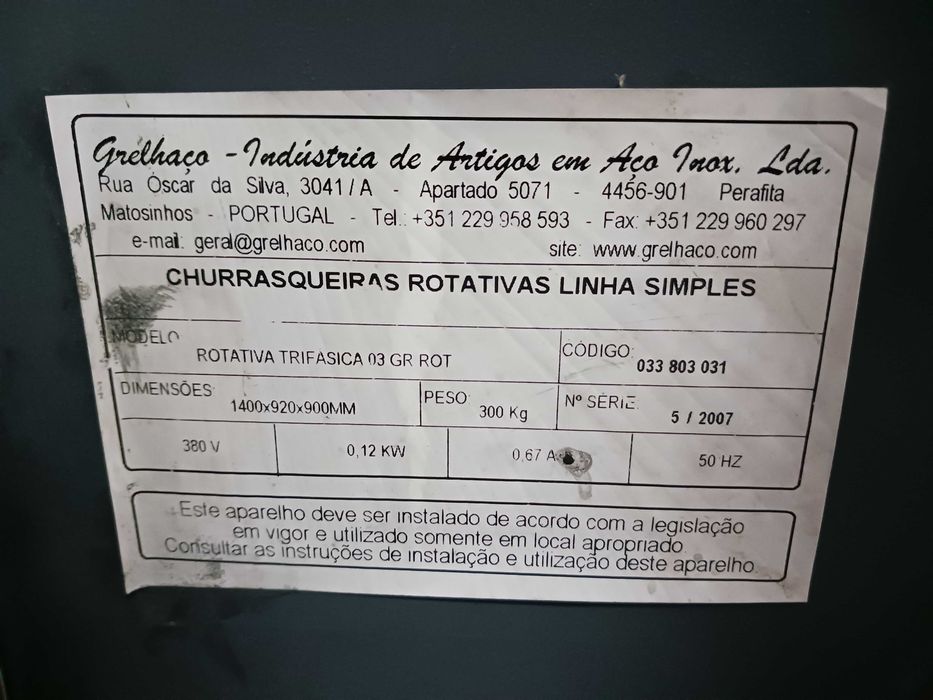 Grelhaço - Indústria de Artigos em Aço Inox, Lda.
Rua Óscar da Silva, 3041 / A - Apartado 5071 - 4456-901 Perafita
Matosinhos - PORTUGAL - Tel.: +351 229 958 593 - Fax: +351 229 960 297
e-mail: geral@grelhaco.com site: www.grelhaco.com
CHURRASQUEIRAS ROTATIVAS LINHA SIMPLES
MODELO
ROTATIVA TRIFASICA 03 GR ROT
CÓDIGO:
033 803 031
DIMENSÕES:
1400x920x900MM
PESO:
300 Kg
Nº SÉRIE:
5 / 2007
380 V 0,12 KW 0,67 A 50 HZ
Este aparelho deve ser instalado de acordo com a legislação
em vigor e utilizado somente em local apropriado.
Consultar as instruções de instalação e utilização deste aparelho.